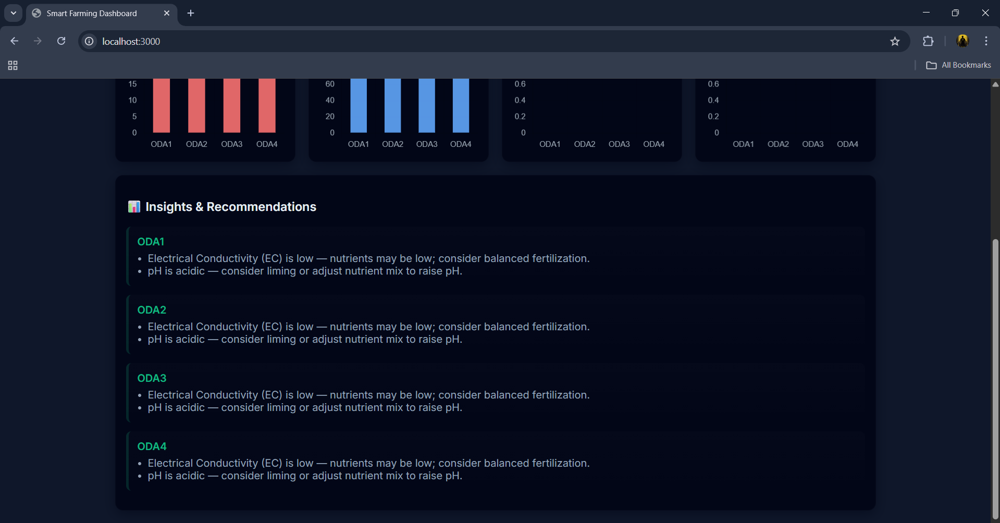 Smart Farming Dashboard
localhost:3000
All Bookmarks
15
10
5
0
ODA1 ODA2 ODA3 ODA4
60
40
20
0
ODA1 ODA2 ODA3 ODA4
0.6
0.4
0.2
0
ODA1 ODA2 ODA3 ODA4
0.6
0.4
0.2
0
ODA1 ODA2 ODA3 ODA4
📊 Insights & Recommendations
ODA1
• Electrical Conductivity (EC) is low — nutrients may be low; consider balanced fertilization.
• pH is acidic — consider liming or adjust nutrient mix to raise pH.
ODA2
• Electrical Conductivity (EC) is low — nutrients may be low; consider balanced fertilization.
• pH is acidic — consider liming or adjust nutrient mix to raise pH.
ODA3
• Electrical Conductivity (EC) is low — nutrients may be low; consider balanced fertilization.
• pH is acidic — consider liming or adjust nutrient mix to raise pH.
ODA4
• Electrical Conductivity (EC) is low — nutrients may be low; consider balanced fertilization.
• pH is acidic — consider liming or adjust nutrient mix to raise pH.